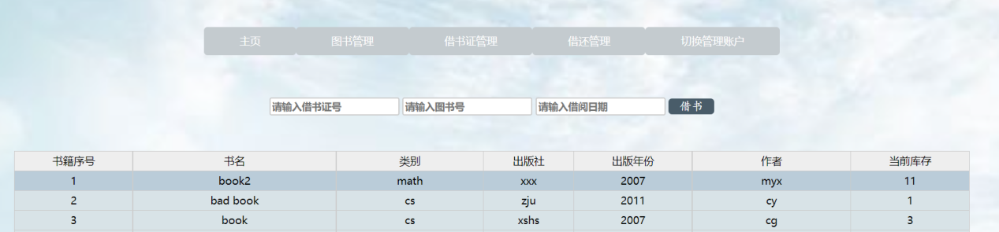 主页 图书管理 借书证管理 借还管理 切换管理账户
请输入借书证号 请输入图书号 请输入借阅日期 借书
书籍序号 书名 类别 出版社 出版年份 作者 当前库存
1 book2 math xxx 2007 myx 11
2 bad book cs zju 2011 cy 1
3 book cs xshs 2007 cg 3